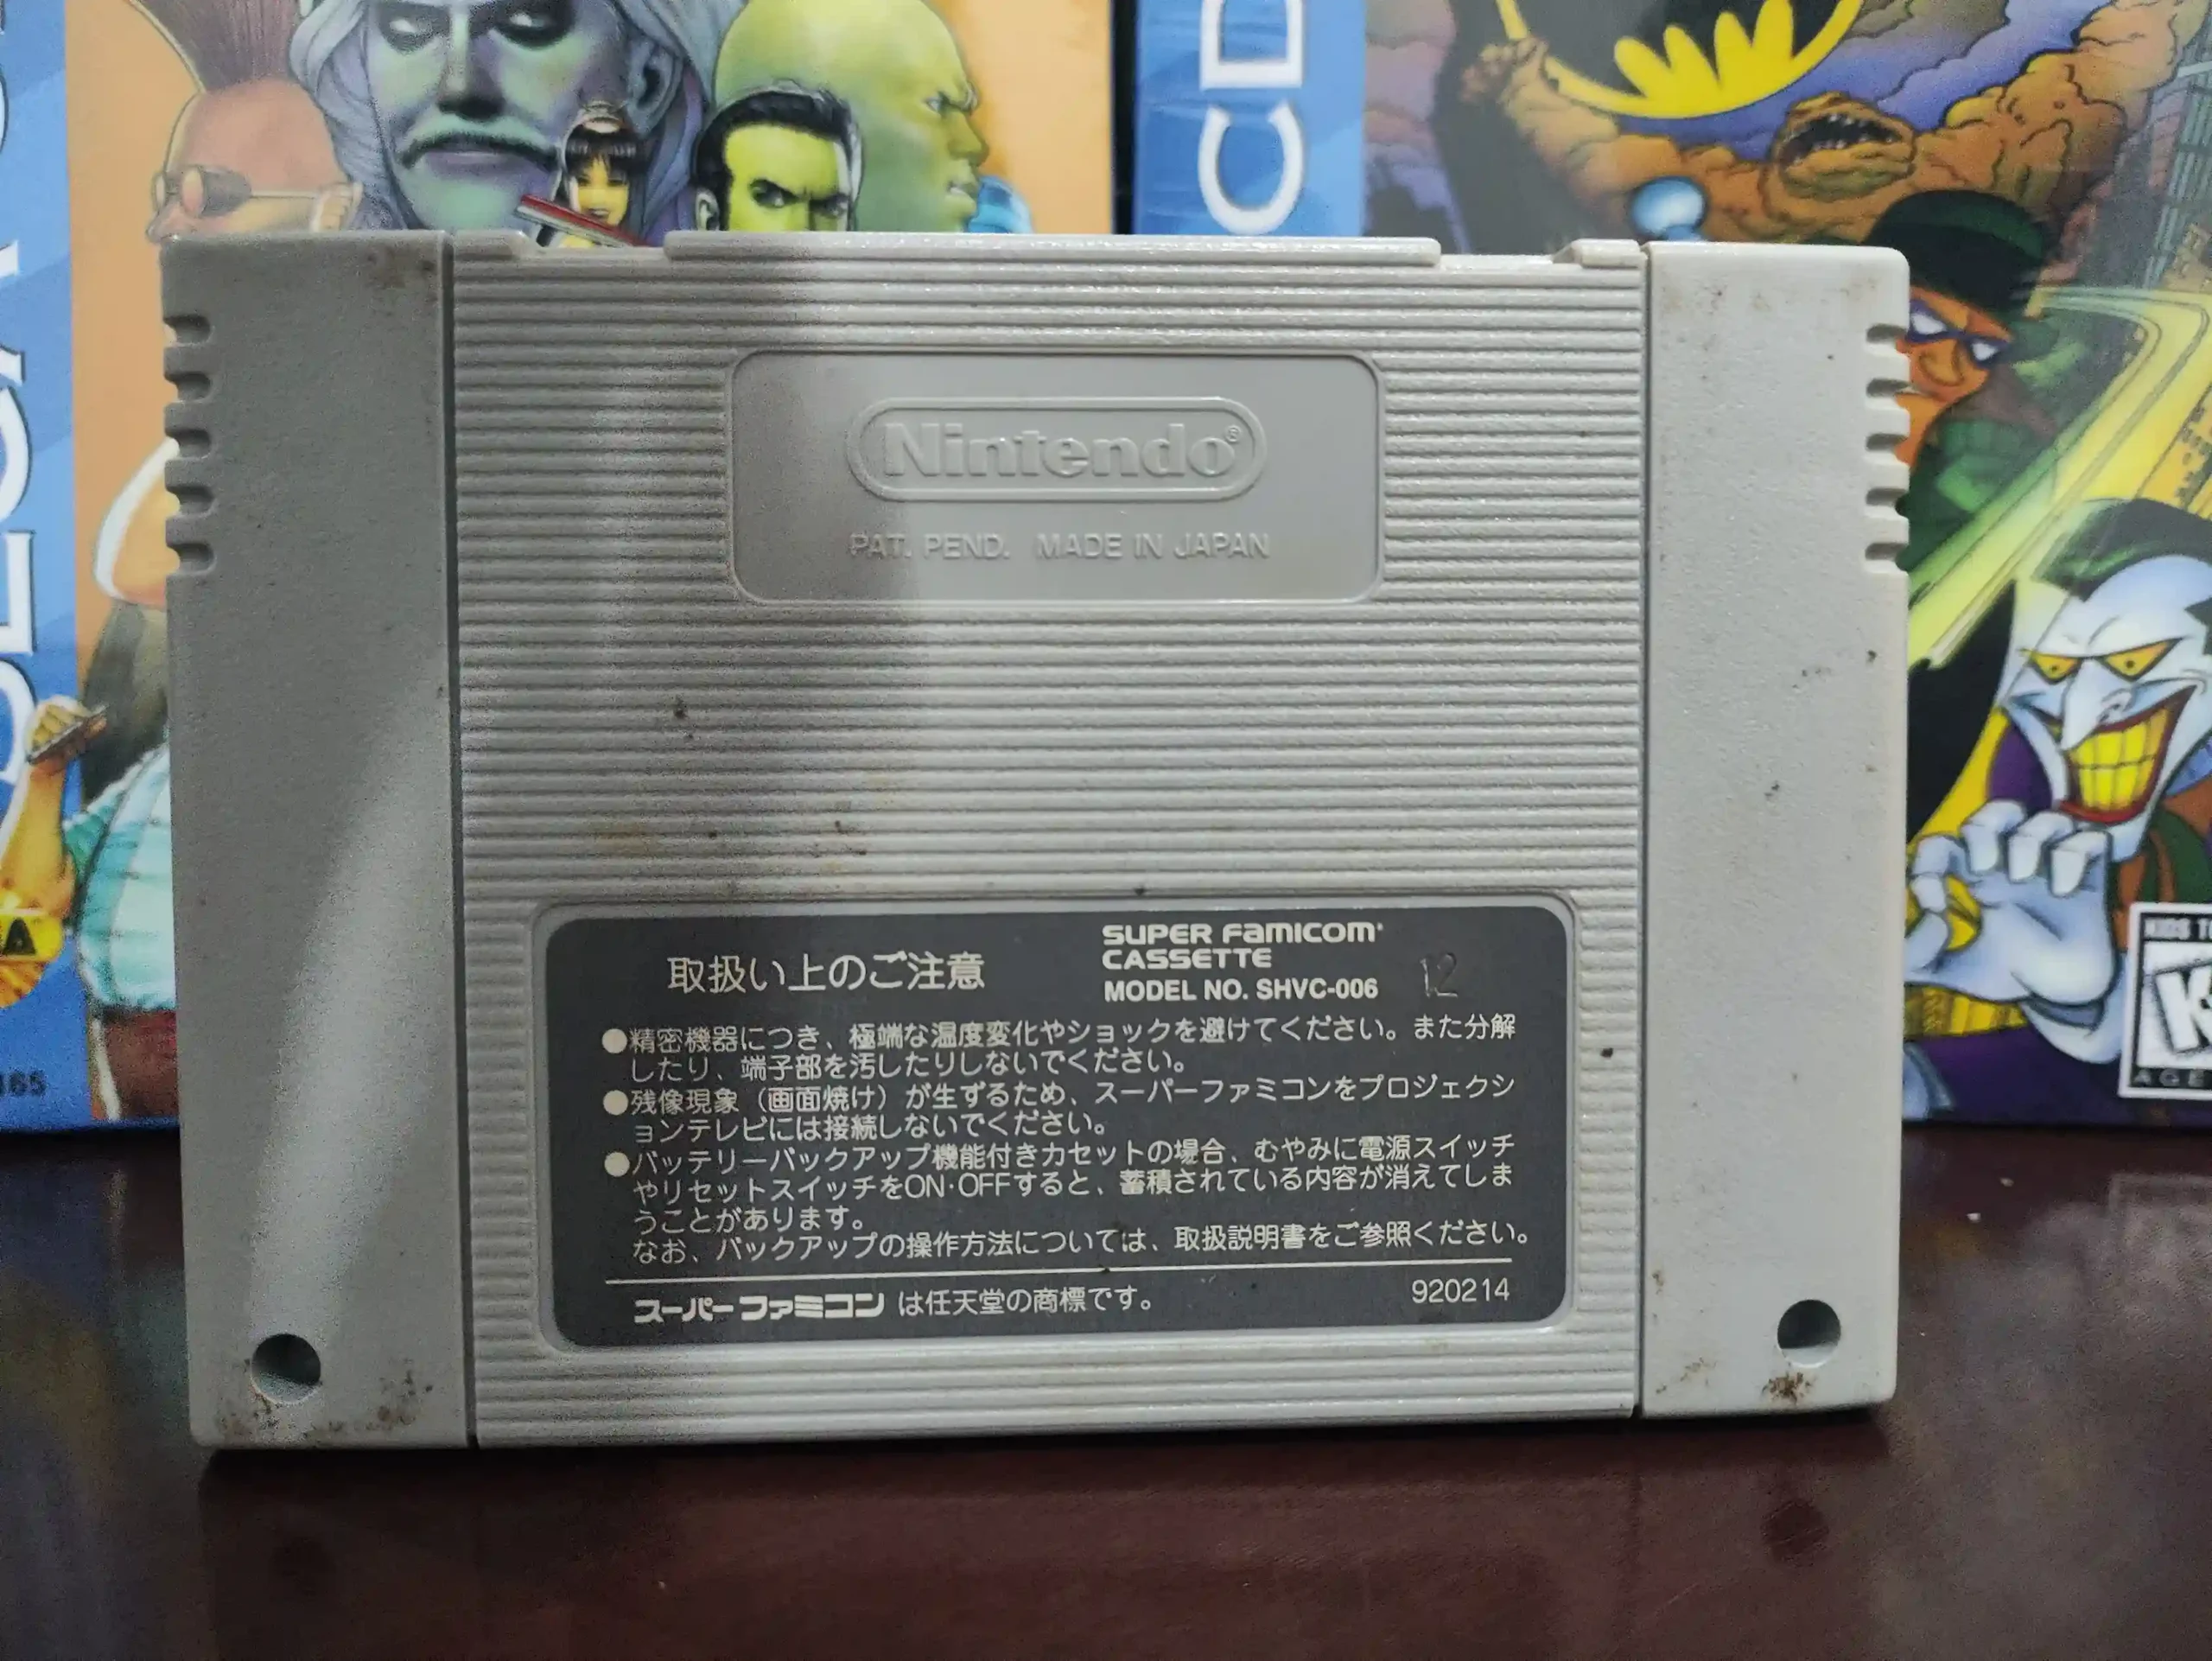 CD
Nintendo®
PAT. PEND. MADE IN JAPAN
取扱い上のご注意
SUPER FAMICOM
CASSETTE
MODEL NO. SHVC-006
12
●精密機器につき、極端な温度変化やショックを避けてください。また分解
したり、端子部を汚したりしないでください。
●残像現象（画面焼け）が生ずるため、スーパーファミコンをプロジェクシ
ョンテレビには接続しないでください。
●バッテリーバックアップ機能付きカセットの場合、むやみに電源スイッチ
やリセットスイッチをON·OFFすると、蓄積されている内容が消えてしま
うことがあります。
なお、バックアップの操作方法については、取扱説明書をご参照ください。
スーパーファミコンは任天堂の商標です。
920214